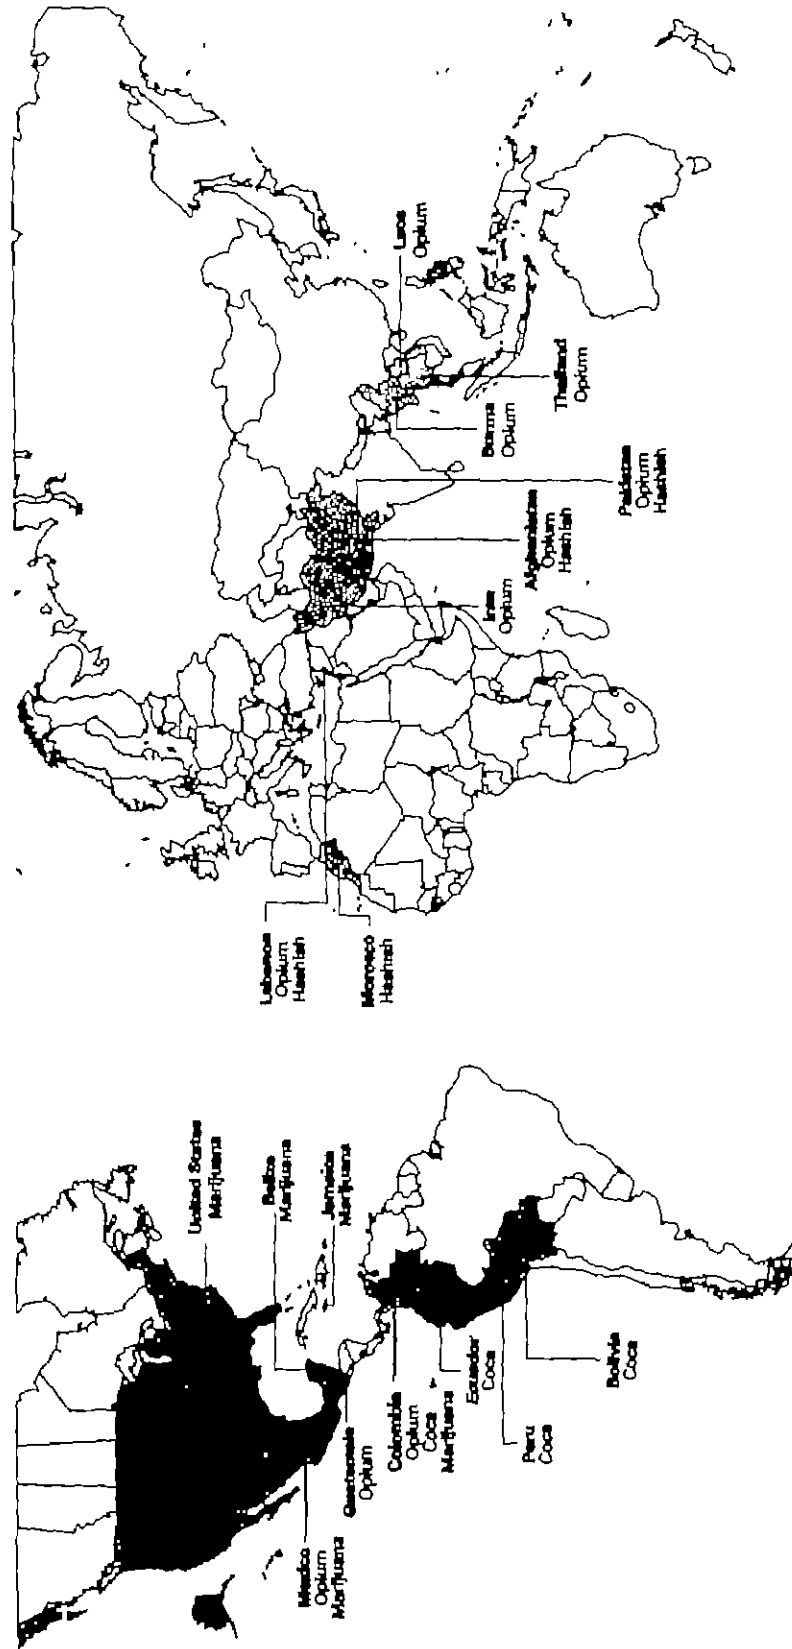 United States
Marijuana
Belize
Marijuana
Jamaica
Marijuana
Mexico
Opium
Marijuana
Guatemala
Opium
Colombia
Opium
Coca
Marijuana
Ecuador
Coca
Peru
Coca
Bolivia
Coca
Lebanon
Opium
Hashish
Morocco
Hashish
Iran
Opium
Afghanistan
Opium
Hashish
Pakistan
Opium
Hashish
Burma
Opium
Thailand
Opium
Laos
Opium